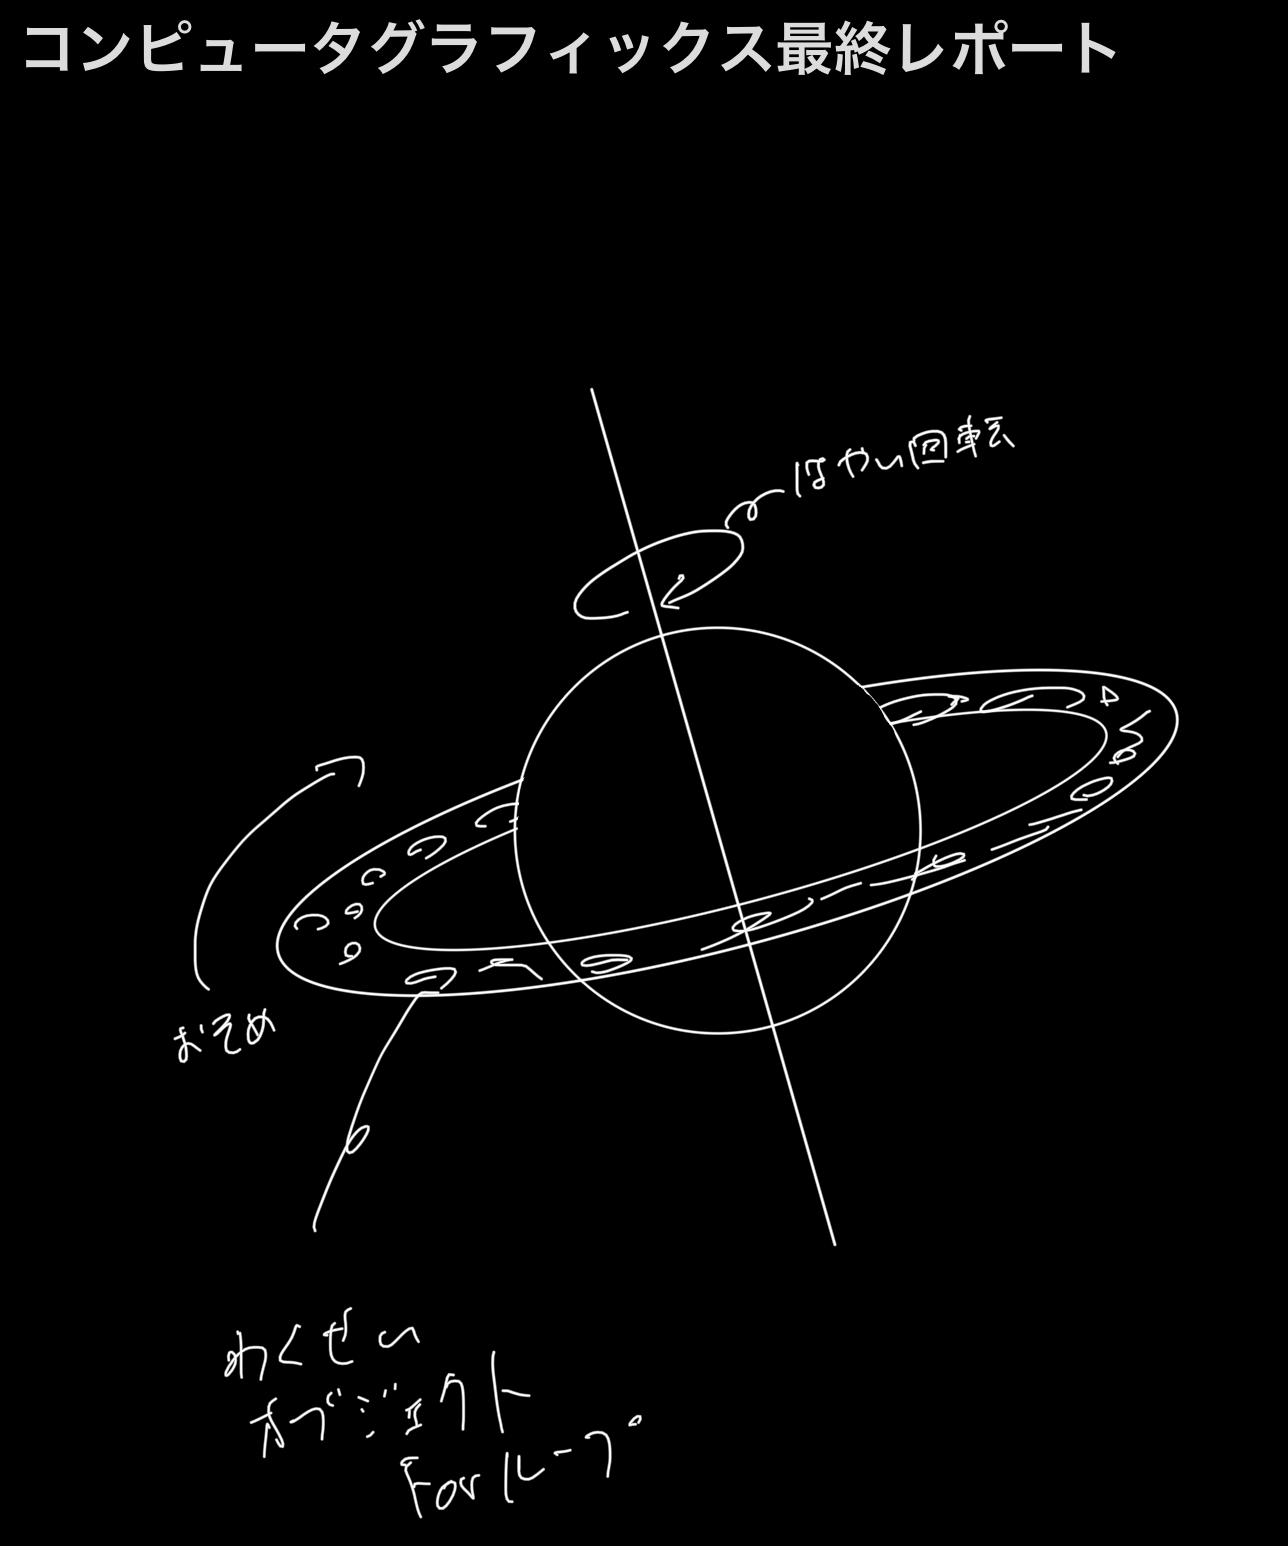 コンピュータグラフィックス最終レポート
はやい回転
おそめ
わくせい
オブジェクト
Forループ